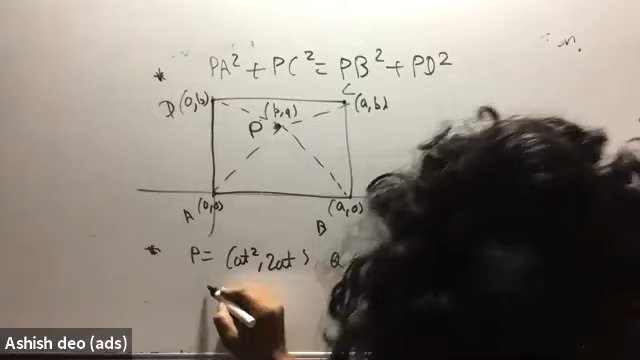 * PA² + PC² = PB² + PD²
C
D (0,b) (p,q) (a,b)
P
A (0,0) B (a,0)
* P = (at², 2at) Q
Ashish deo (ads)